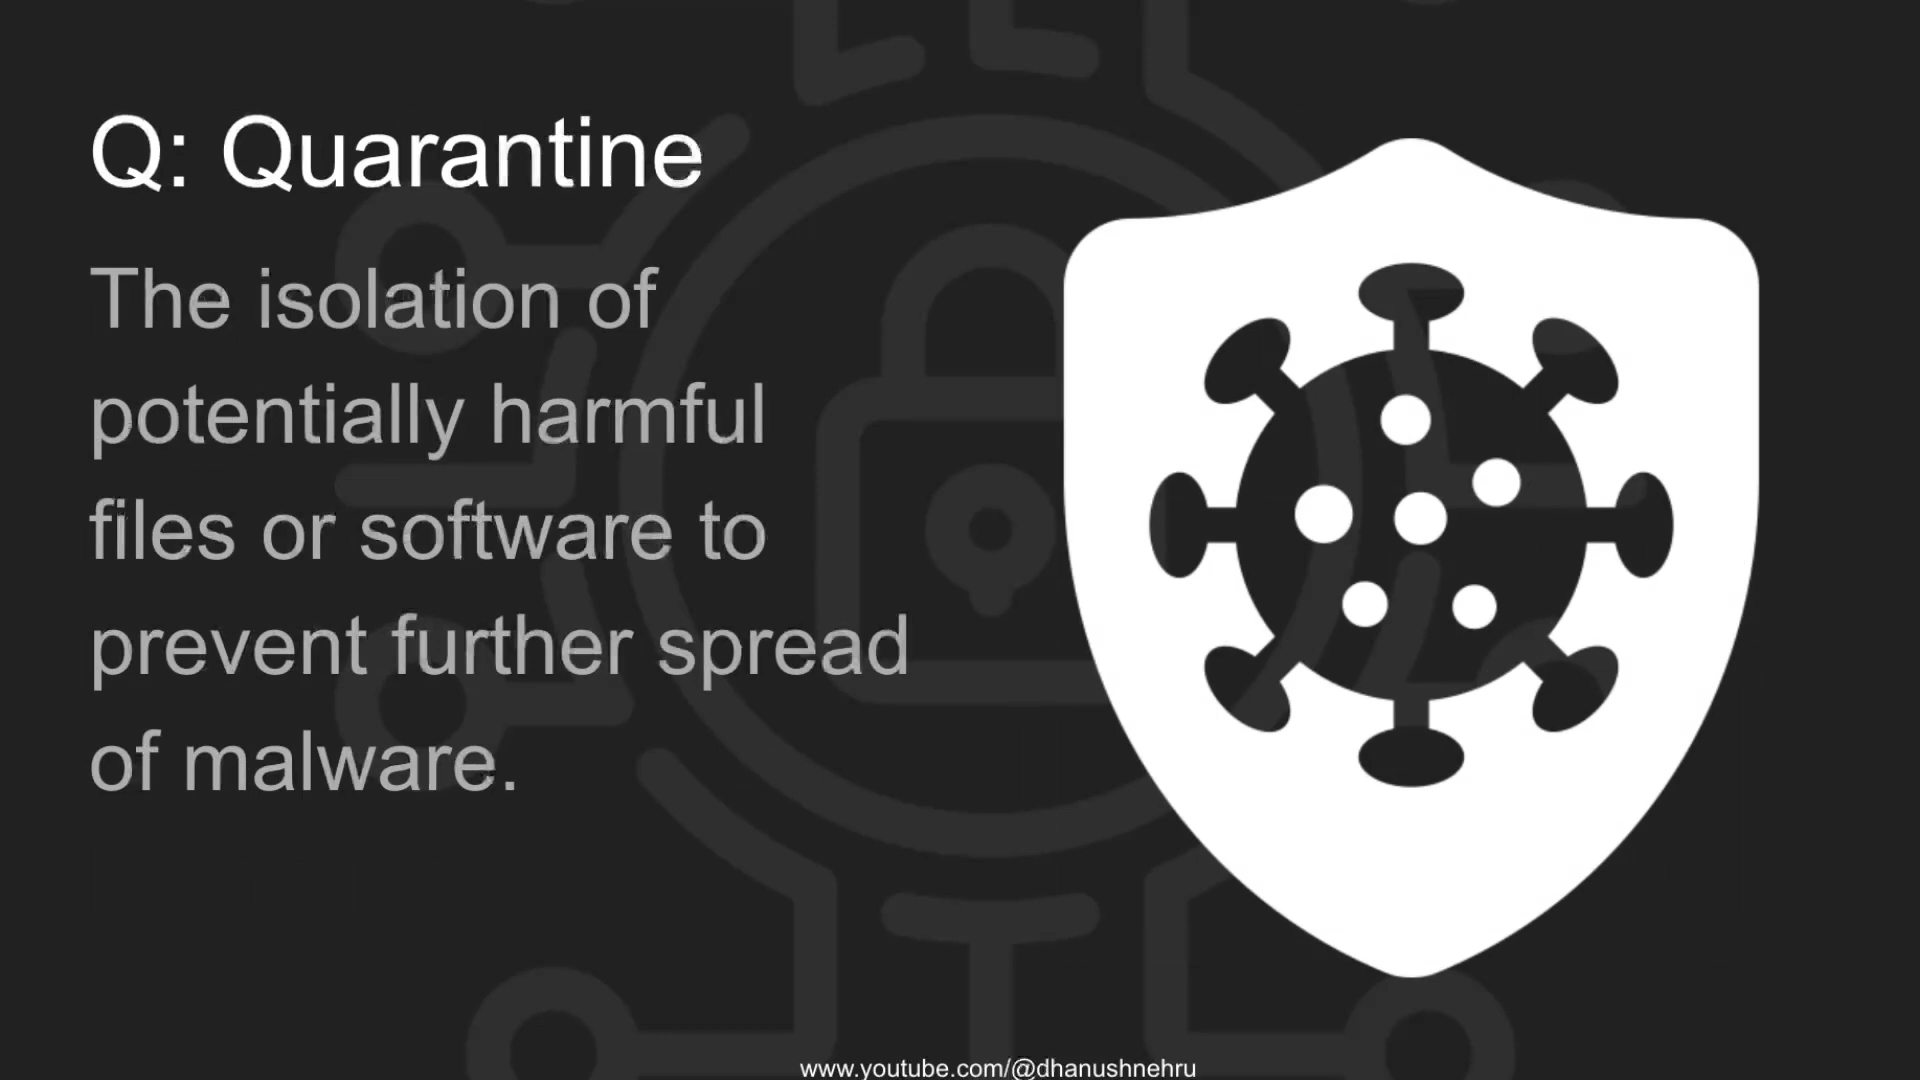 Q: Quarantine
The isolation of
potentially harmful
files or software to
prevent further spread
of malware.
www.youtube.com/@dhanushnehru